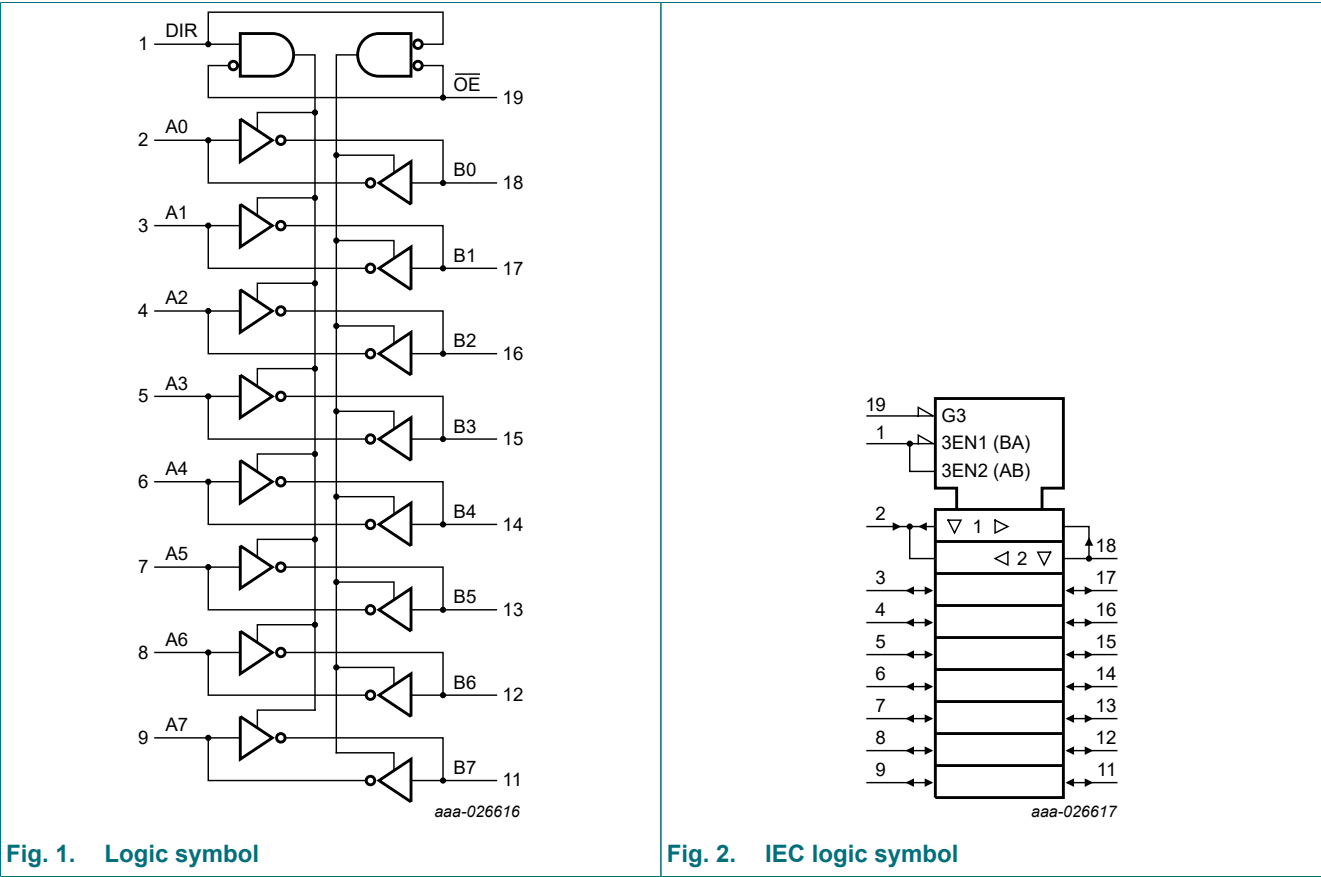 DIR
1
OE
19
2 A0
B0 18
3 A1
B1 17
4 A2
B2 16
5 A3
B3 15
6 A4
B4 14
7 A5
B5 13
8 A6
B6 12
9 A7
B7 11
aaa-026616
Fig. 1. Logic symbol
19 G3
1 3EN1 (BA)
3EN2 (AB)
2 1
2 18
3 17
4 16
5 15
6 14
7 13
8 12
9 11
aaa-026617
Fig. 2. IEC logic symbol